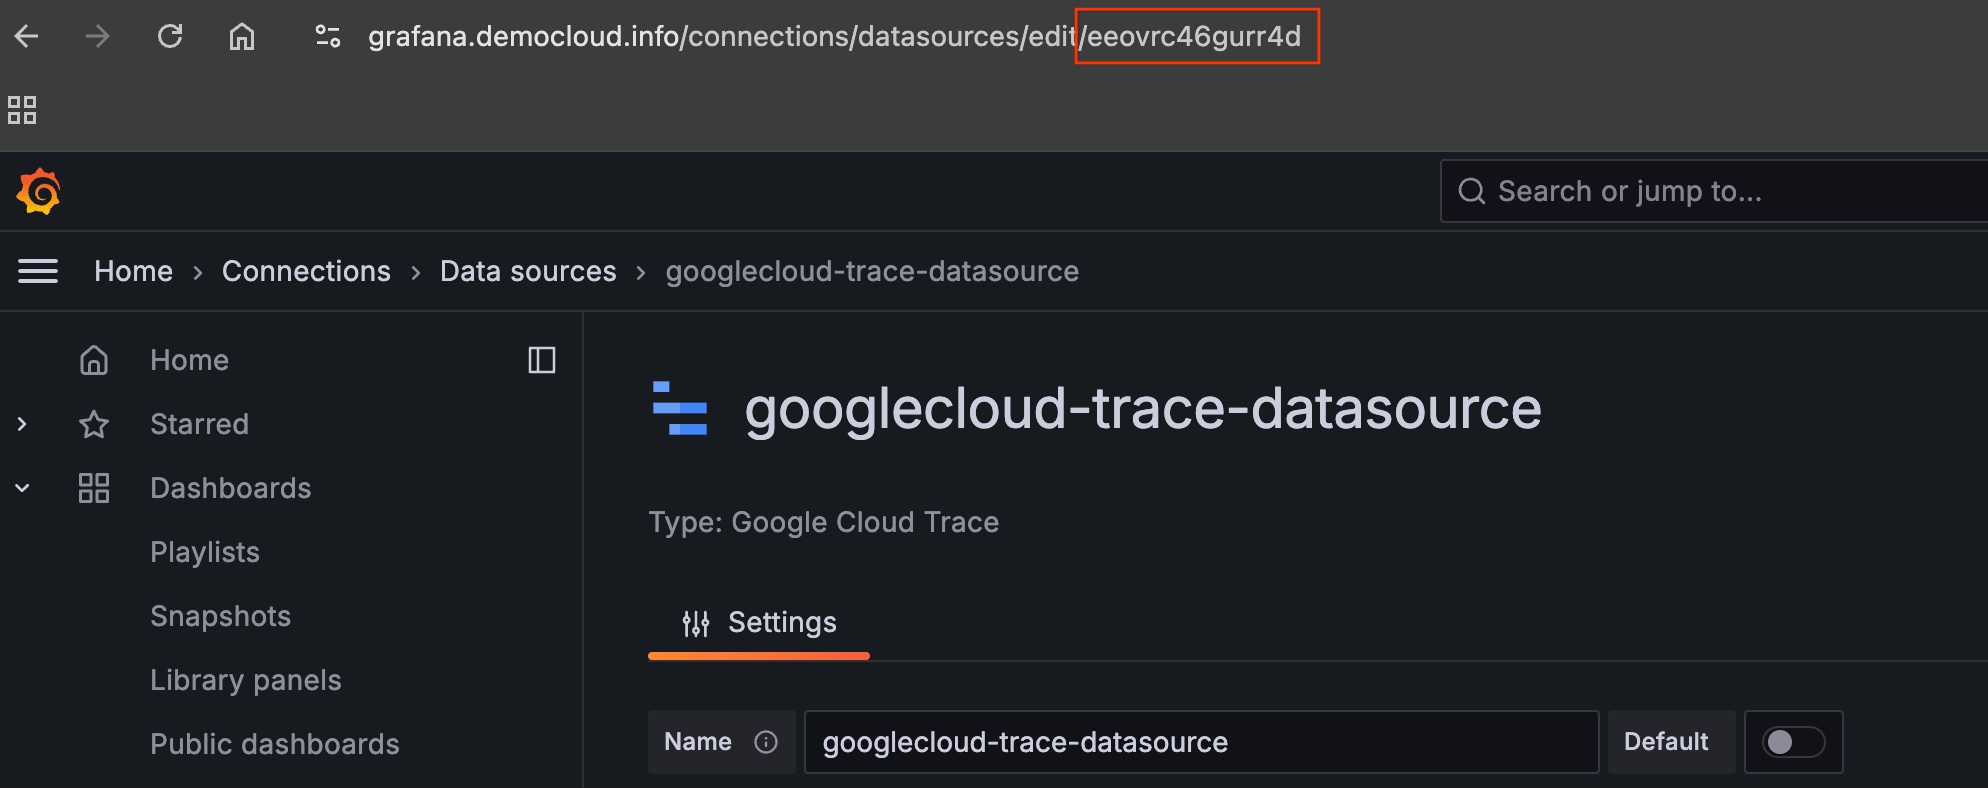 grafana.democloud.info/connections/datasources/edit/eeovrc46gurr4d
Search or jump to...
Home › Connections › Data sources › googlecloud-trace-datasource
Home
Starred
Dashboards
Playlists
Snapshots
Library panels
Public dashboards
googlecloud-trace-datasource
Type: Google Cloud Trace
Settings
Name googlecloud-trace-datasource Default